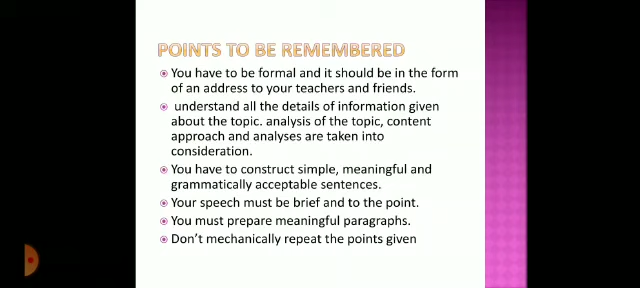 POINTS TO BE REMEMBERED
You have to be formal and it should be in the form
of an address to your teachers and friends.
understand all the details of information given
about the topic. analysis of the topic, content
approach and analyses are taken into
consideration.
You have to construct simple, meaningful and
grammatically acceptable sentences.
Your speech must be brief and to the point.
You must prepare meaningful paragraphs.
Don't mechanically repeat the points given